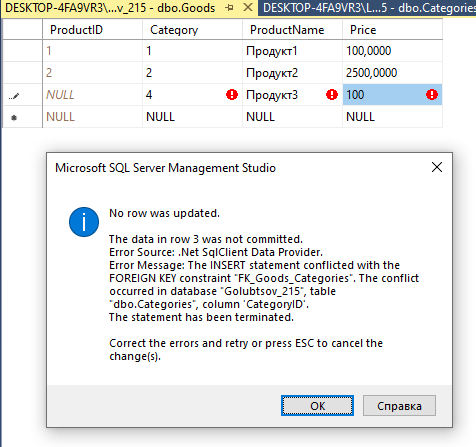 DESKTOP-4FA9VR3\...v_215 - dbo.Goods DESKTOP-4FA9VR3\L...5 - dbo.Categories
ProductID Category ProductName Price
1 1 Продукт1 100,0000
2 2 Продукт2 2500,0000
NULL 4 Продукт3 100
NULL NULL NULL NULL
Microsoft SQL Server Management Studio
No row was updated.
The data in row 3 was not committed.
Error Source: .Net SqlClient Data Provider.
Error Message: The INSERT statement conflicted with the
FOREIGN KEY constraint "FK_Goods_Categories". The conflict
occurred in database "Golubtsov_215", table
"dbo.Categories", column 'CategoryID'.
The statement has been terminated.
Correct the errors and retry or press ESC to cancel the
change(s).
OK Справка